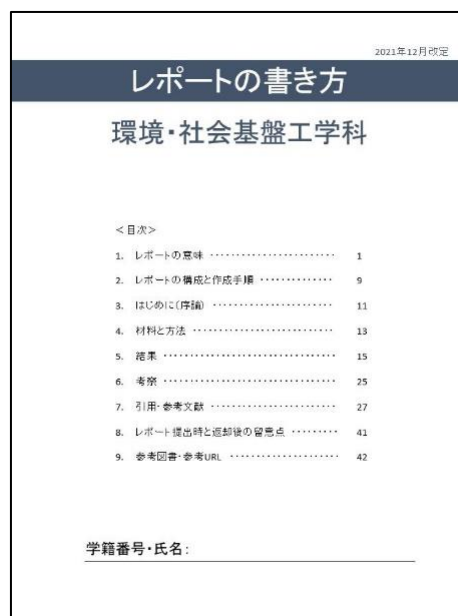 2021年12月改定
レポートの書き方
環境・社会基盤工学科
＜目次＞
1. レポートの意味 ························ 1
2. レポートの構成と作成手順 ·············· 9
3. はじめに(序論) ························ 11
4. 材料と方法 ···························· 13
5. 結果 ·································· 15
6. 考察 ·································· 25
7. 引用・参考文献 ························ 27
8. レポート提出時と返却後の留意点 ········· 41
9. 参考図書・参考URL ····················· 42
学籍番号・氏名: